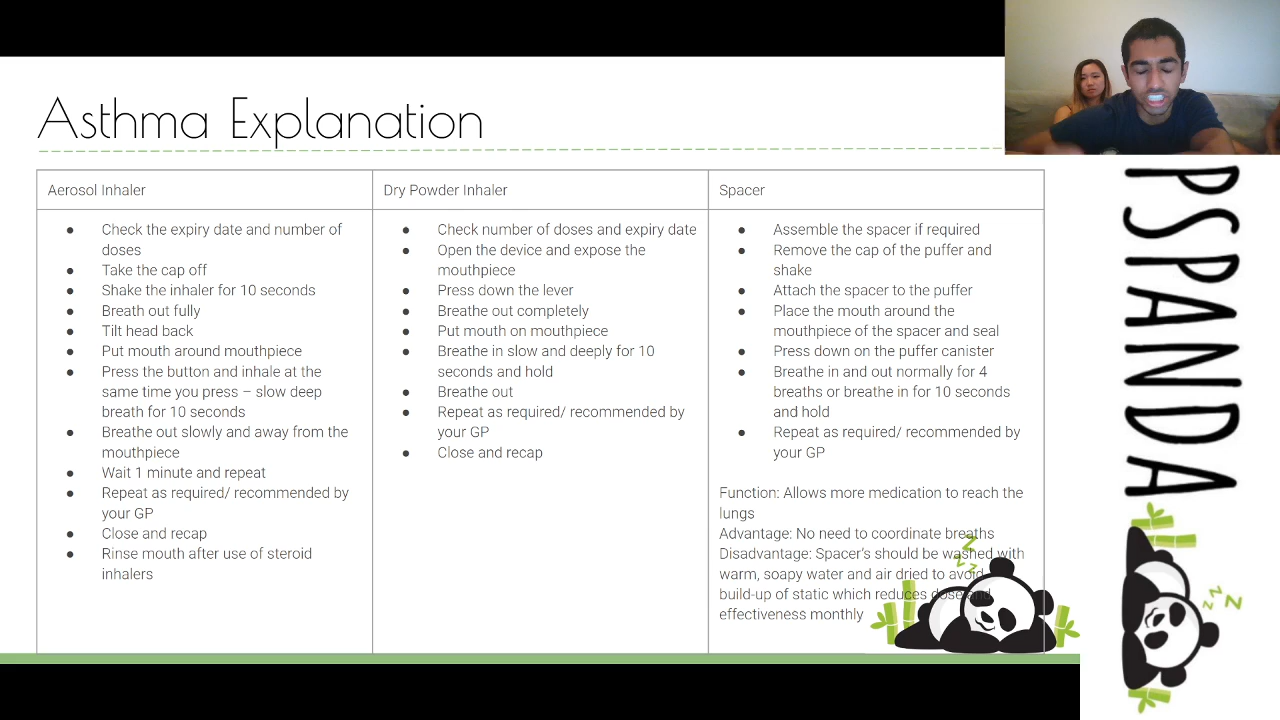 Asthma Explanation
Aerosol Inhaler
Check the expiry date and number of
doses
Take the cap off
Shake the inhaler for 10 seconds
Breath out fully
Tilt head back
Put mouth around mouthpiece
Press the button and inhale at the
same time you press – slow deep
breath for 10 seconds
Breathe out slowly and away from the
mouthpiece
Wait 1 minute and repeat
Repeat as required/ recommended by
your GP
Close and recap
Rinse mouth after use of steroid
inhalers
Dry Powder Inhaler
Check number of doses and expiry date
Open the device and expose the
mouthpiece
Press down the lever
Breathe out completely
Put mouth on mouthpiece
Breathe in slow and deeply for 10
seconds and hold
Breathe out
Repeat as required/ recommended by
your GP
Close and recap
Spacer
Assemble the spacer if required
Remove the cap of the puffer and
shake
Attach the spacer to the puffer
Place the mouth around the
mouthpiece of the spacer and seal
Press down on the puffer canister
Breathe in and out normally for 4
breaths or breathe in for 10 seconds
and hold
Repeat as required/ recommended by
your GP
Function: Allows more medication to reach the
lungs
Advantage: No need to coordinate breaths
Disadvantage: Spacer's should be washed with
warm, soapy water and air dried to avoid
build-up of static which reduces dose and
effectiveness monthly
z z z
PSPANDA
z z z